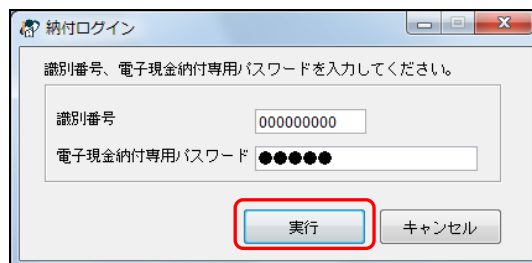 納付ログイン
識別番号、電子現金納付専用パスワードを入力してください。
識別番号 000000000
電子現金納付専用パスワード ●●●●●
実行 キャンセル